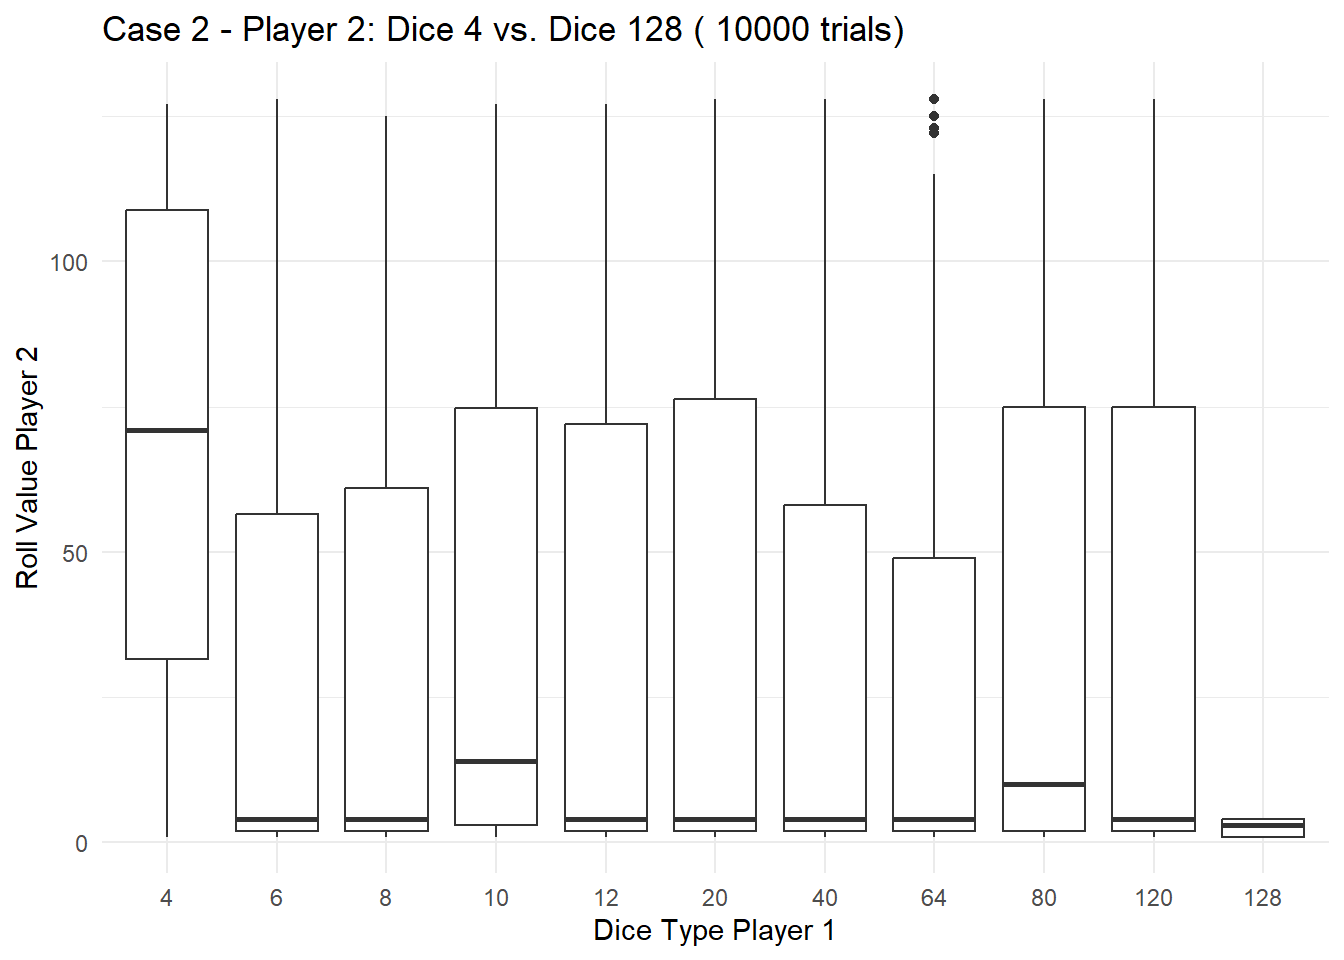 Case 2 - Player 2: Dice 4 vs. Dice 128 ( 10000 trials)
Roll Value Player 2
100
50
0
4 6 8 10 12 20 40 64 80 120 128
Dice Type Player 1